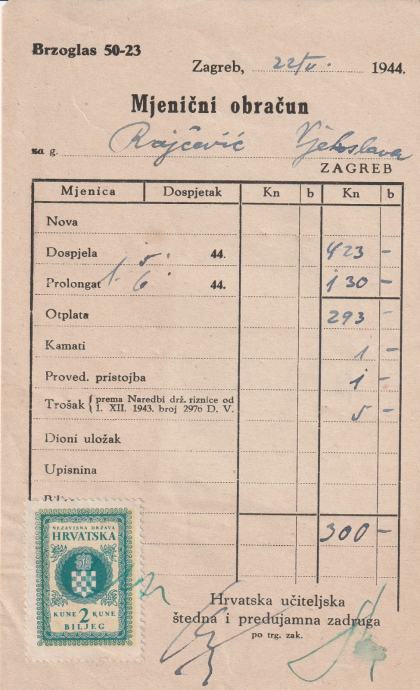 Brzoglas 50-23
Zagreb, 22/V. 1944.
Mjenični obračun
za g. Rajčević Vjekoslava
ZAGREB
Mjenica Dospjetak Kn b Kn b
Nova
Dospjela 1. 5. 44. 423 –
Prolongat 6 44. 130 –
Otplata 293 –
Kamati 1 –
Proved. pristojba 1 –
Trošak { prema Naredbi drž. riznice od
1. XII. 1943. broj 2976 D. V. 5 –
Dioni uložak
Upisnina
300 –
NEZAVISNA DRŽAVA
HRVATSKA
KUNE 2 KUNE
BILJEG
Hrvatska učiteljska
štedna i predujamna zadruga
po trg. zak.